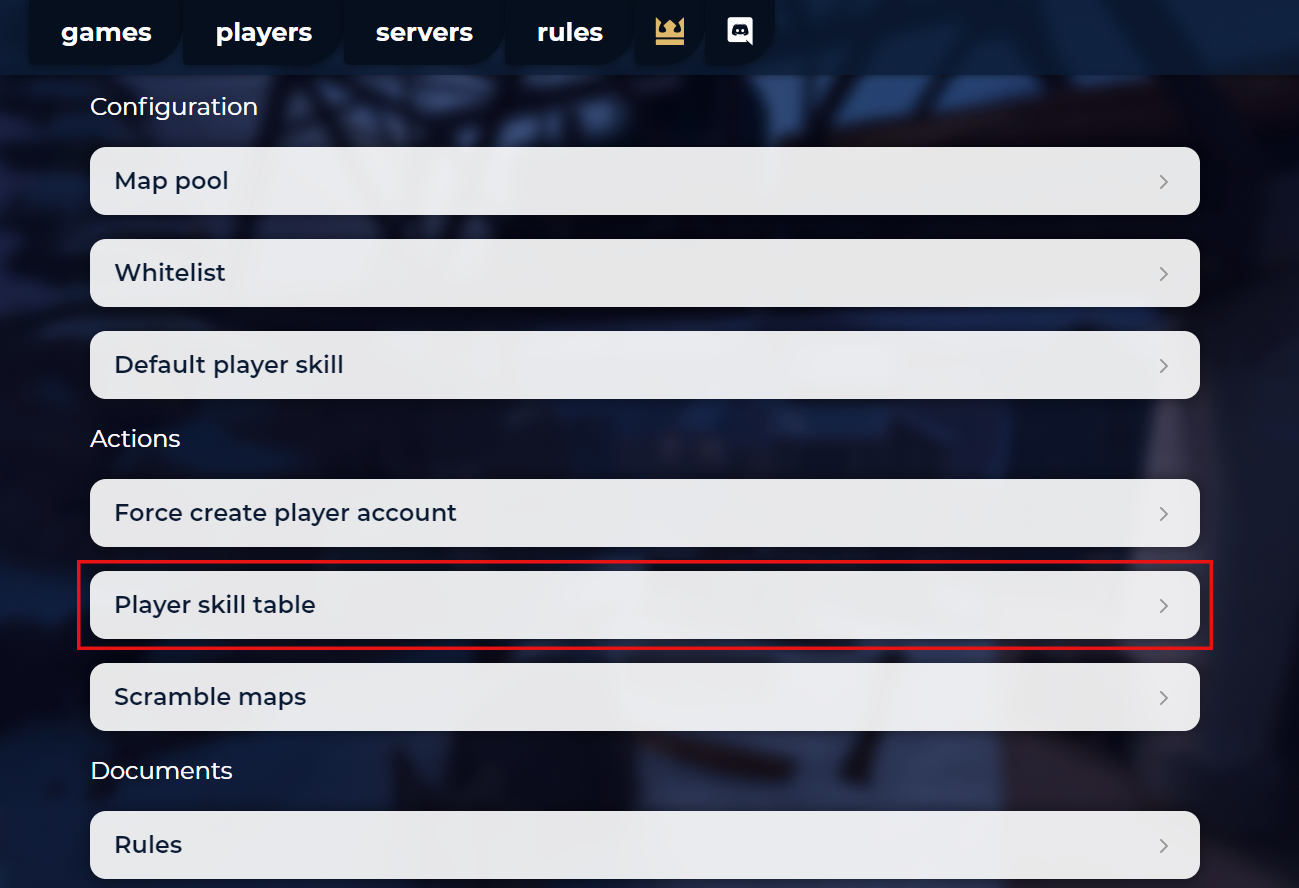 games players servers rules
Configuration
Map pool
Whitelist
Default player skill
Actions
Force create player account
Player skill table
Scramble maps
Documents
Rules